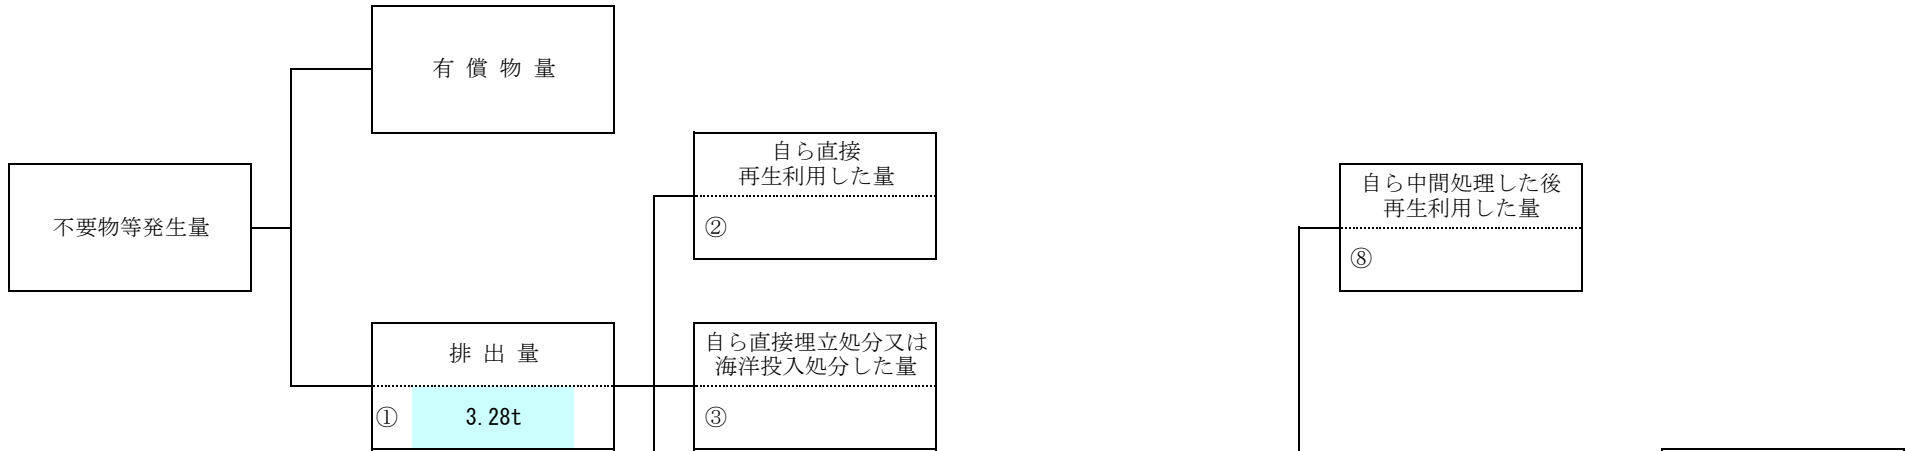 有 償 物 量
自ら直接
再生利用した量
②
自ら中間処理した後
再生利用した量
⑧
不要物等発生量
排 出 量
① 3.28t
自ら直接埋立処分又は
海洋投入処分した量
③